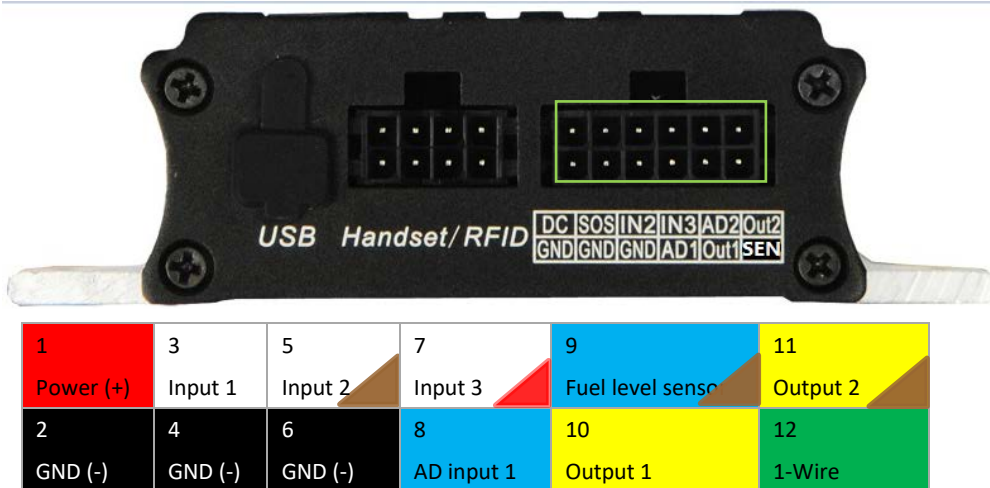 USB Handset/RFID
DC SOS IN2 IN3 AD2 Out2
GND GND GND AD1 Out1 SEN
1 3 5 7 9 11
Power (+) Input 1 Input 2 Input 3 Fuel level senso Output 2
2 4 6 8 10 12
GND (-) GND (-) GND (-) AD input 1 Output 1 1-Wire